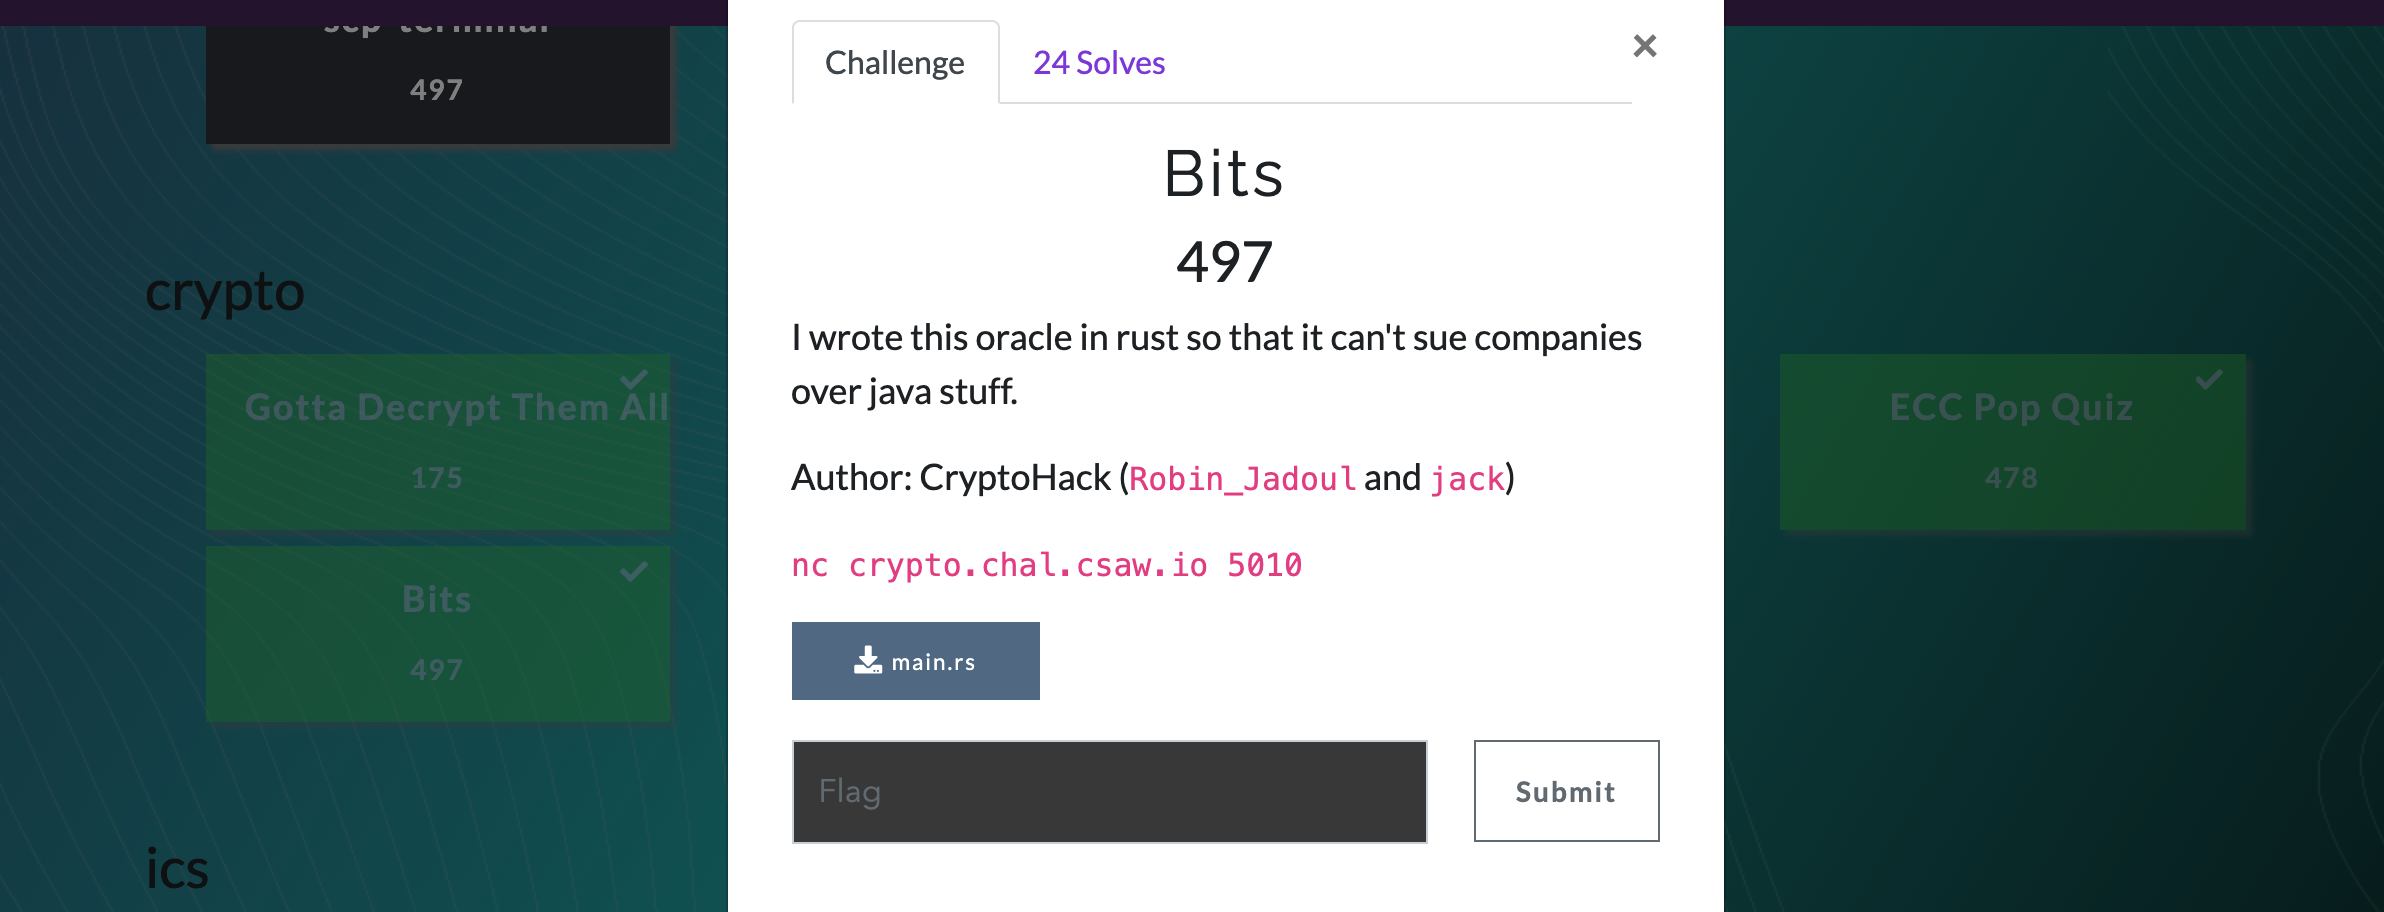 sep-terminal
497
crypto
Gotta Decrypt Them All
175
Bits
497
ics
Challenge
24 Solves
×
Bits
497
I wrote this oracle in rust so that it can't sue companies
over java stuff.
Author: CryptoHack (Robin_Jadoul and jack)
nc crypto.chal.csaw.io 5010
main.rs
Flag
Submit
ECC Pop Quiz
478